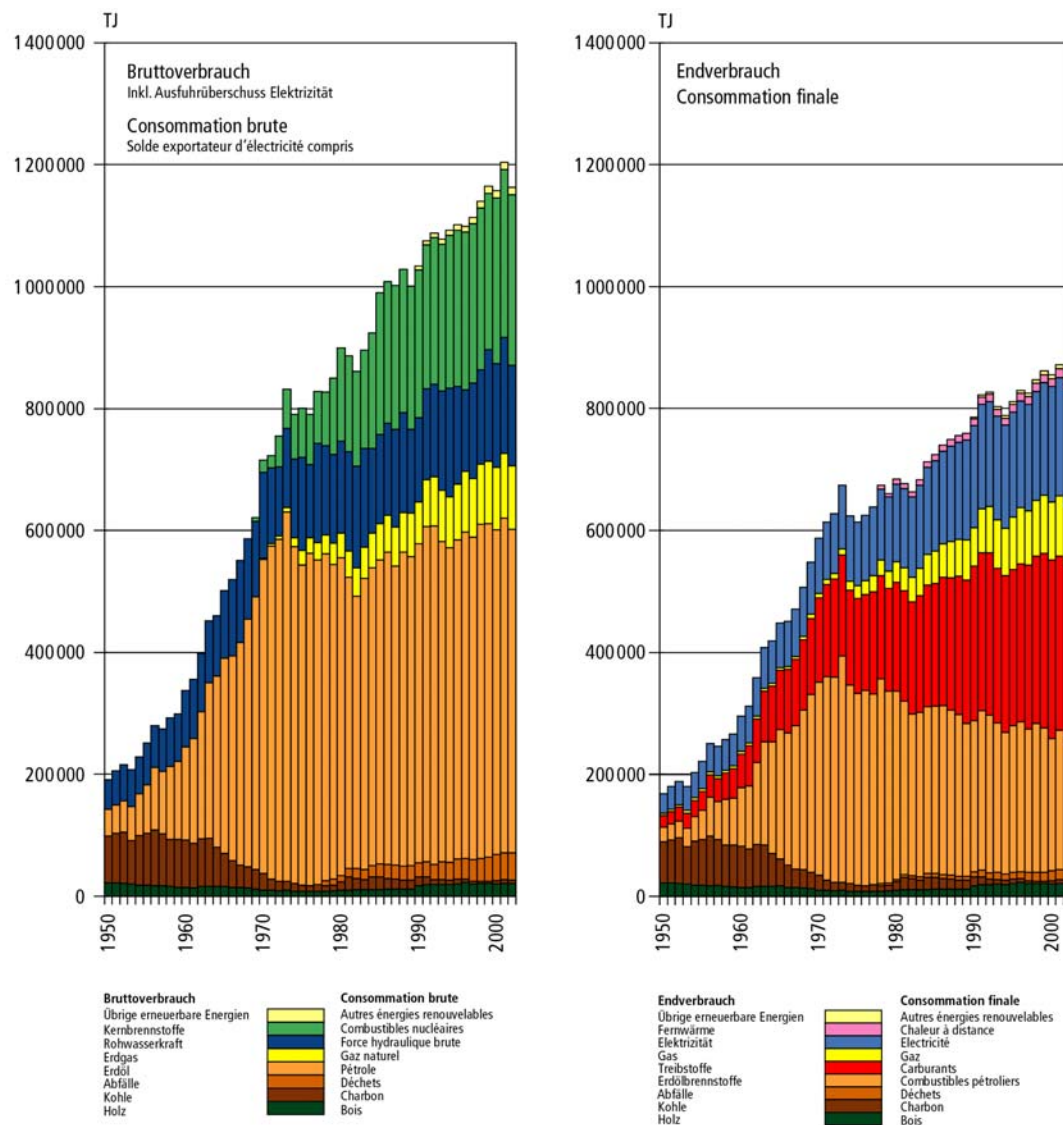 TJ
1400000
1200000
1000000
800000
600000
400000
200000
0
Bruttoverbrauch
Inkl. Ausfuhrüberschuss Elektrizität
Consommation brute
Solde exportateur d'électricité compris
1950
1960
1970
1980
1990
2000
Bruttoverbrauch Consommation brute
Übrige erneuerbare Energien Autres énergies renouvelables
Kernbrennstoffe Combustibles nucléaires
Rohwasserkraft Force hydraulique brute
Erdgas Gaz naturel
Erdöl Pétrole
Abfälle Déchets
Kohle Charbon
Holz Bois
TJ
1400000
1200000
1000000
800000
600000
400000
200000
0
Endverbrauch
Consommation finale
1950
1960
1970
1980
1990
2000
Endverbrauch Consommation finale
Übrige erneuerbare Energien Autres énergies renouvelables
Fernwärme Chaleur à distance
Elektrizität Electricité
Gas Gaz
Treibstoffe Carburants
Erdölbrennstoffe Combustibles pétroliers
Abfälle Déchets
Kohle Charbon
Holz Bois